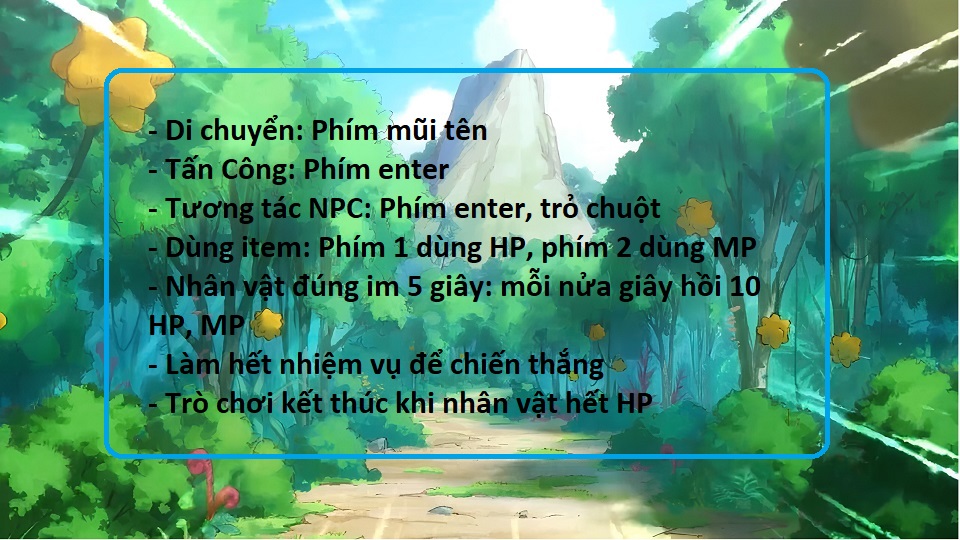 - Di chuyển: Phím mũi tên
- Tấn Công: Phím enter
- Tương tác NPC: Phím enter, trỏ chuột
- Dùng item: Phím 1 dùng HP, phím 2 dùng MP
- Nhân vật đúng im 5 giây: mỗi nửa giây hồi 10
HP, MP
- Làm hết nhiệm vụ để chiến thắng
- Trò chơi kết thúc khi nhân vật hết HP